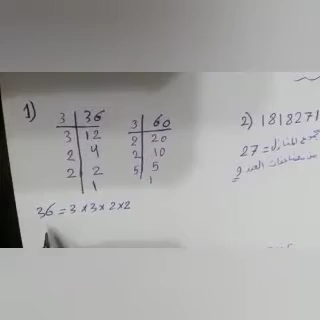 1)
3 | 36
3 | 12
2 | 4
2 | 2
1
3 | 60
2 | 20
2 | 10
5 | 5
1
36 = 3 × 3 × 2 × 2
2) 1818271
27 =